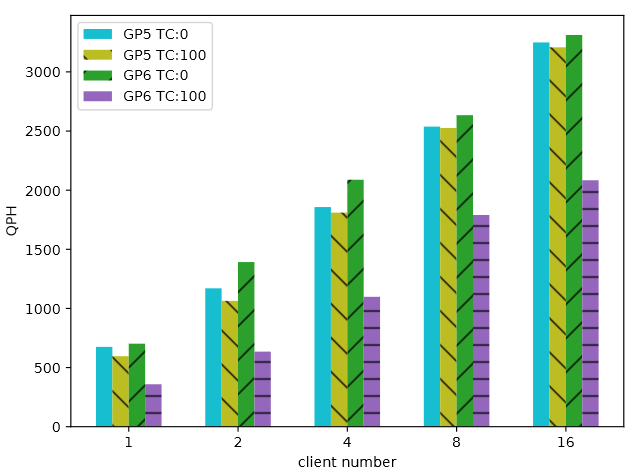 GP5 TC:0
GP5 TC:100
GP6 TC:0
GP6 TC:100
QPH
3000
2500
2000
1500
1000
500
0
1 2 4 8 16
client number